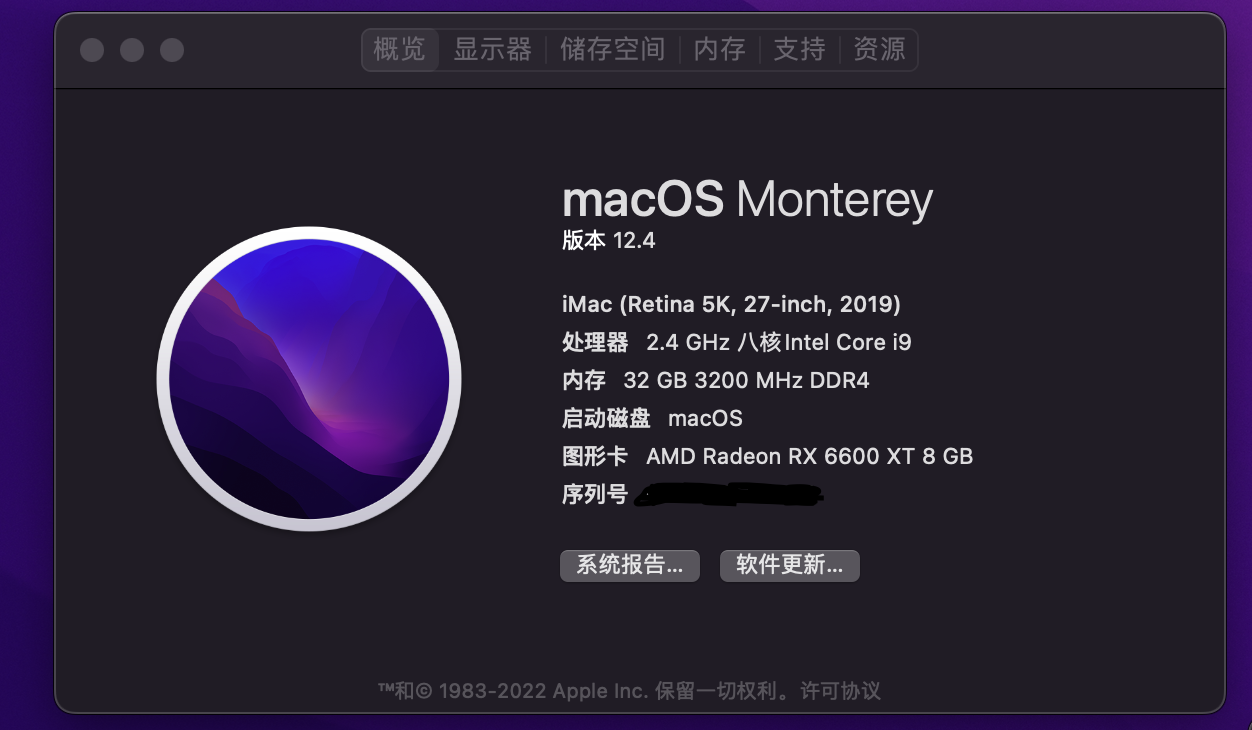 概览 显示器 储存空间 内存 支持 资源
macOS Monterey
版本 12.4
iMac (Retina 5K, 27-inch, 2019)
处理器 2.4 GHz 八核Intel Core i9
内存 32 GB 3200 MHz DDR4
启动磁盘 macOS
图形卡 AMD Radeon RX 6600 XT 8 GB
序列号
系统报告... 软件更新...
™和© 1983-2022 Apple Inc. 保留一切权利。许可协议